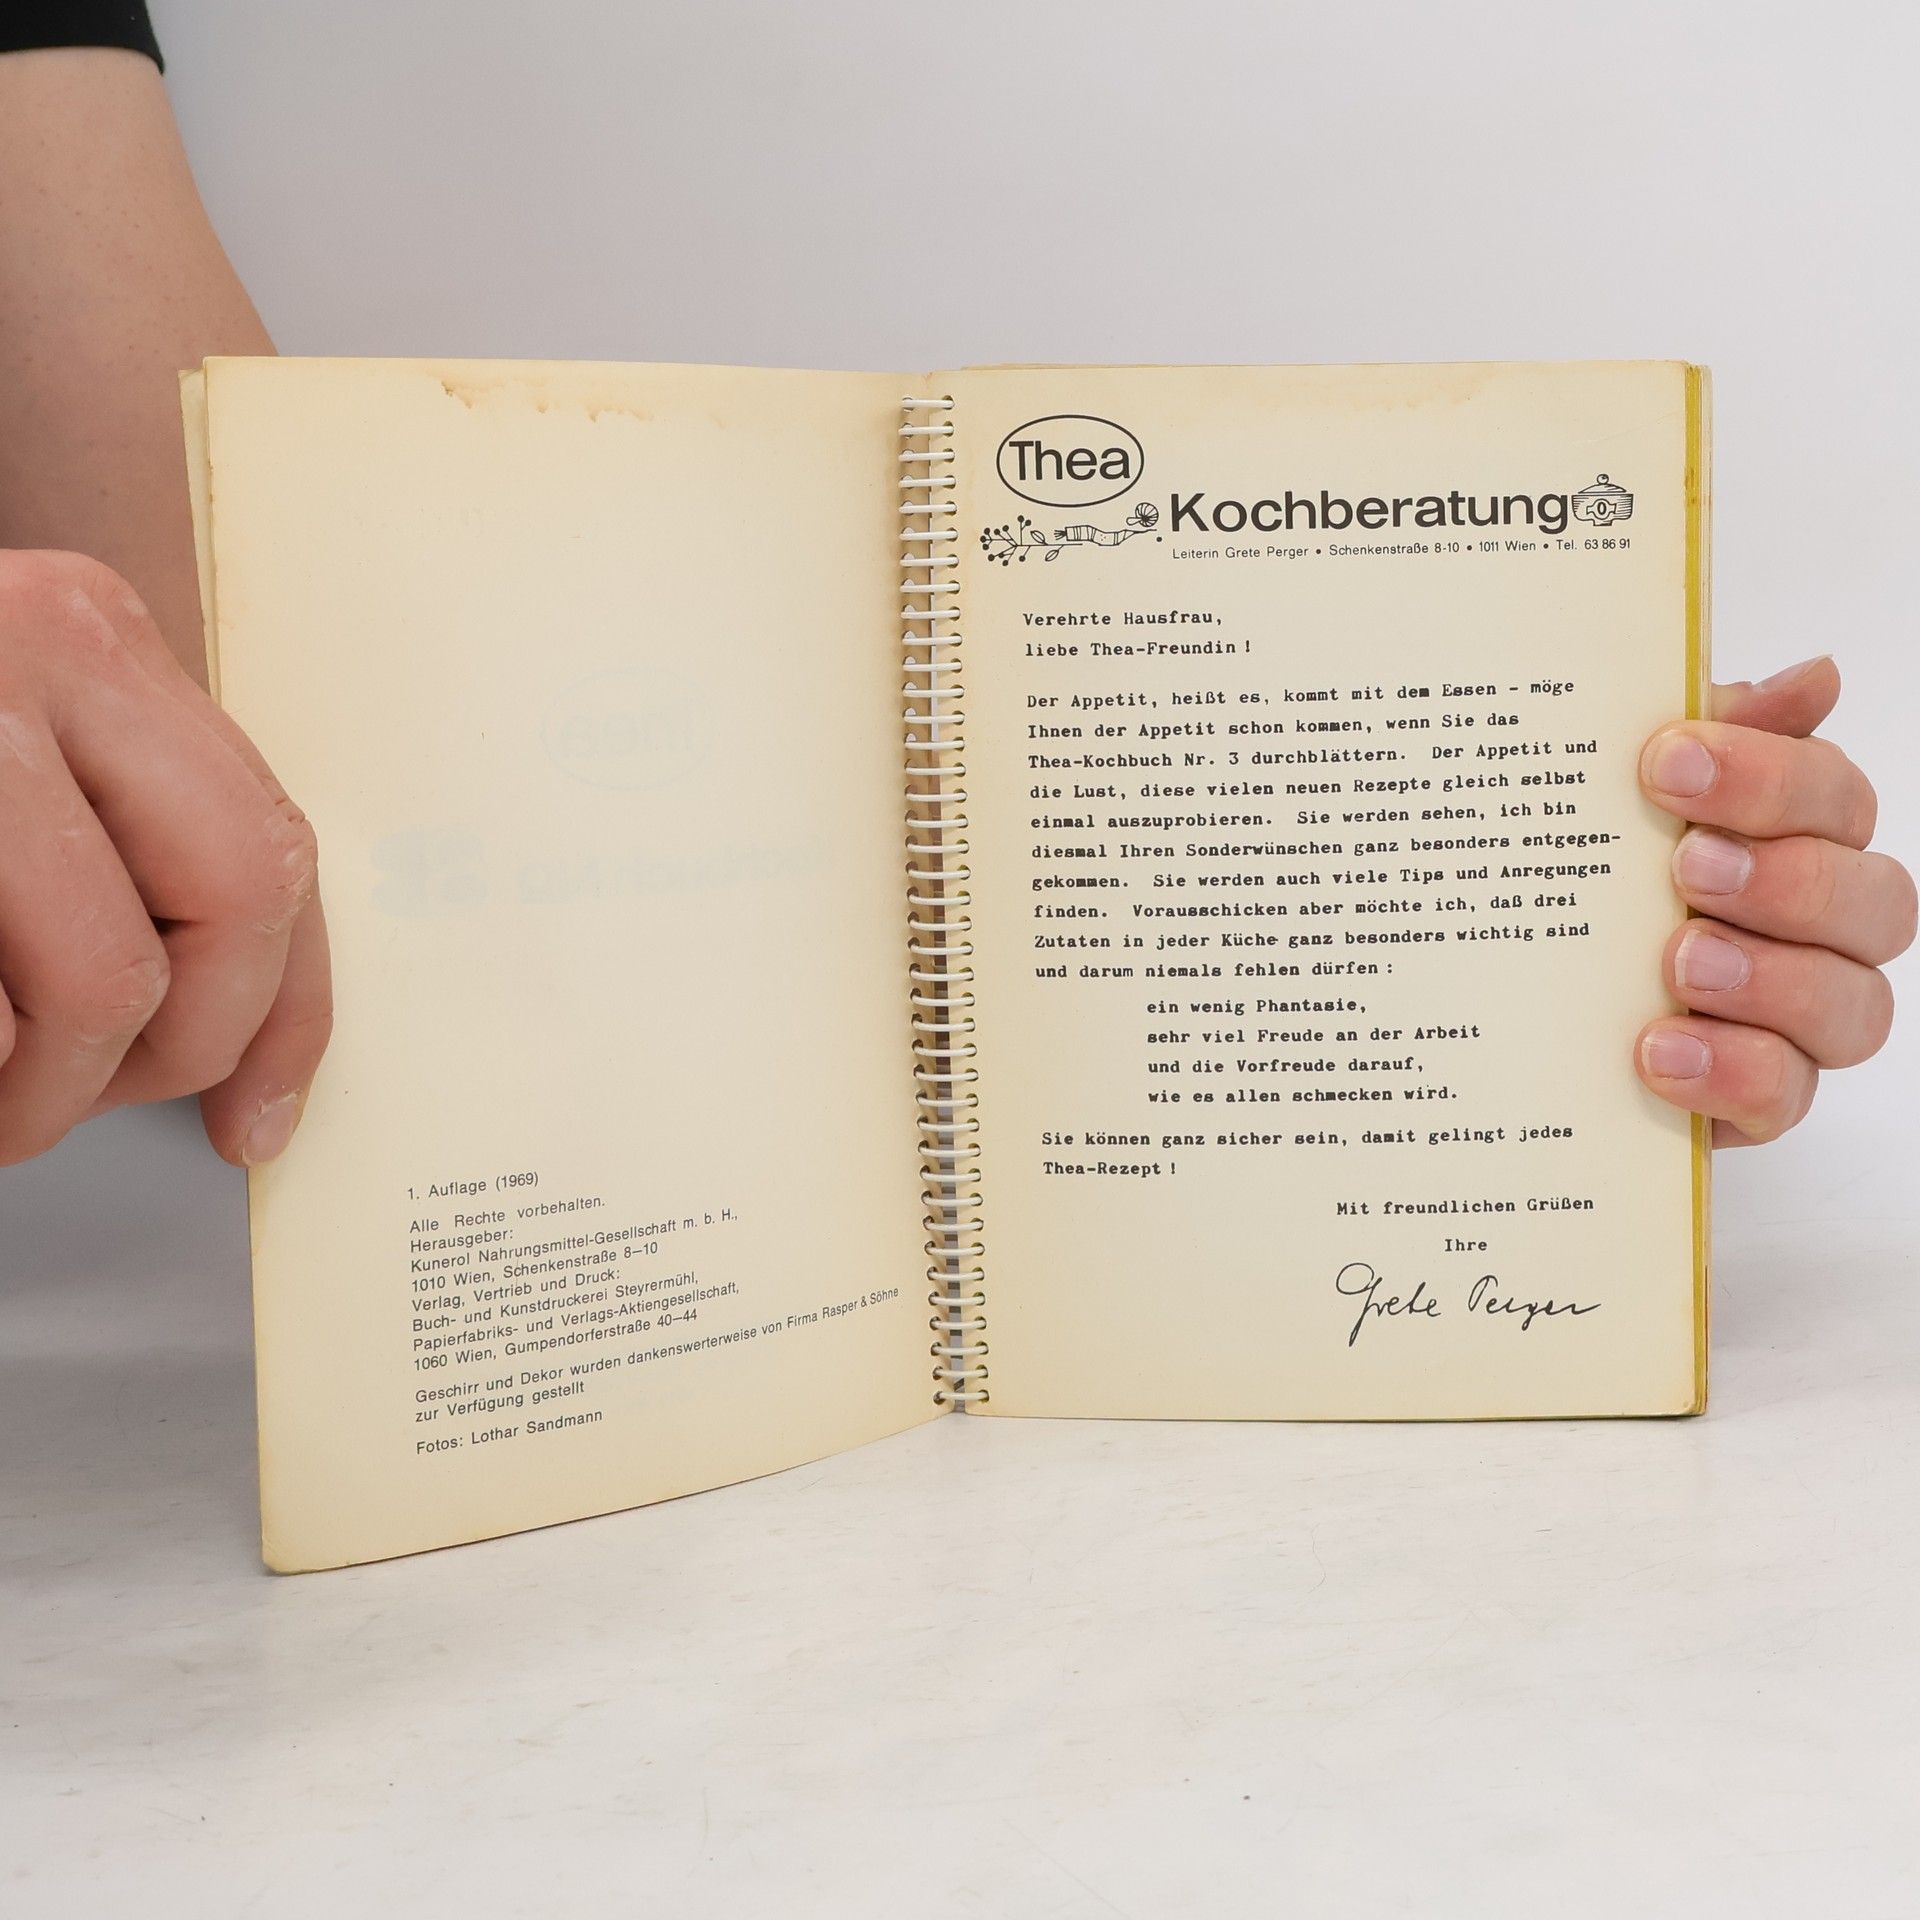 1. Auflage (1969)
Alle Rechte vorbehalten.
Herausgeber:
Kunerol Nahrungsmittel-Gesellschaft m. b. H.,
1010 Wien, Schenkenstraße 8—10
Verlag, Vertrieb und Druck:
Buch- und Kunstdruckerei Steyrermühl,
Papierfabriks- und Verlags-Aktiengesellschaft,
1060 Wien, Gumpendorferstraße 40—44
Geschirr und Dekor wurden dankenswerterweise von Firma Rasper & Söhne
zur Verfügung gestellt
Fotos: Lothar Sandmann
Thea
Kochberatung
Leiterin Grete Perger • Schenkenstraße 8-10 • 1011 Wien • Tel. 63 86 91
Verehrte Hausfrau,
liebe Thea-Freundin !
Der Appetit, heißt es, kommt mit dem Essen - möge
Ihnen der Appetit schon kommen, wenn Sie das
Thea-Kochbuch Nr. 3 durchblättern. Der Appetit und
die Lust, diese vielen neuen Rezepte gleich selbst
einmal auszuprobieren. Sie werden sehen, ich bin
diesmal Ihren Sonderwünschen ganz besonders entgegen-
gekommen. Sie werden auch viele Tips und Anregungen
finden. Vorausschicken aber möchte ich, daß drei
Zutaten in jeder Küche ganz besonders wichtig sind
und darum niemals fehlen dürfen :
ein wenig Phantasie,
sehr viel Freude an der Arbeit
und die Vorfreude darauf,
wie es allen schmecken wird.
Sie können ganz sicher sein, damit gelingt jedes
Thea-Rezept !
Mit freundlichen Grüßen
Ihre
Grete Perger